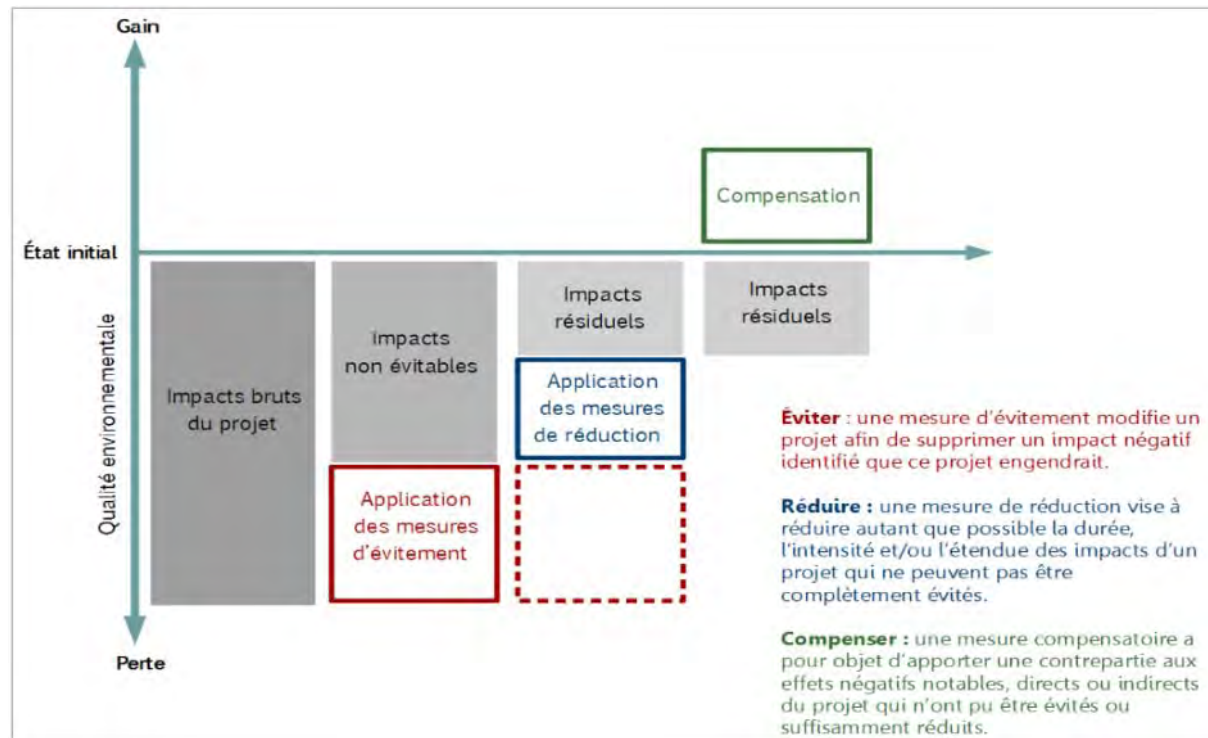 Gain
Compensation
État initial
Qualité environnementale
Impacts bruts
du projet
Impacts
non évitables
Application
des mesures
d'évitement
Impacts
résiduels
Application
des mesures
de réduction
Impacts
résiduels
Perte
Éviter : une mesure d'évitement modifie un
projet afin de supprimer un impact négatif
identifié que ce projet engendrait.
Réduire : une mesure de réduction vise à
réduire autant que possible la durée,
l'intensité et/ou l'étendue des impacts d'un
projet qui ne peuvent pas être
complètement évités.
Compenser : une mesure compensatoire a
pour objet d'apporter une contrepartie aux
effets négatifs notables, directs ou indirects
du projet qui n'ont pu être évités ou
suffisamment réduits.